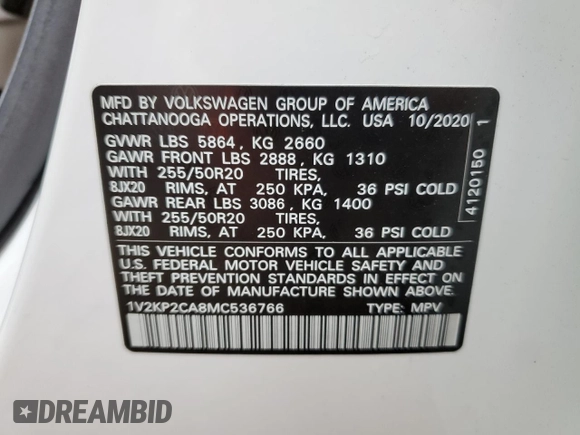 MFD BY VOLKSWAGEN GROUP OF AMERICA
CHATTANOOGA OPERATIONS, LLC. USA 10/2020
GVWR LBS 5864, KG 2660
GAWR FRONT LBS 2888, KG 1310
WITH 255/50R20 TIRES,
8JX20 RIMS, AT 250 KPA, 36 PSI COLD
GAWR REAR LBS 3086, KG 1400
WITH 255/50R20 TIRES,
8JX20 RIMS, AT 250 KPA, 36 PSI COLD
THIS VEHICLE CONFORMS TO ALL APPLICABLE
U.S. FEDERAL MOTOR VEHICLE SAFETY AND
THEFT PREVENTION STANDARDS IN EFFECT ON
THE DATE OF MANUFACTURE SHOWN ABOVE
1V2KP2CA8MC536766 TYPE: MPV
4120150 1
DREAMBID